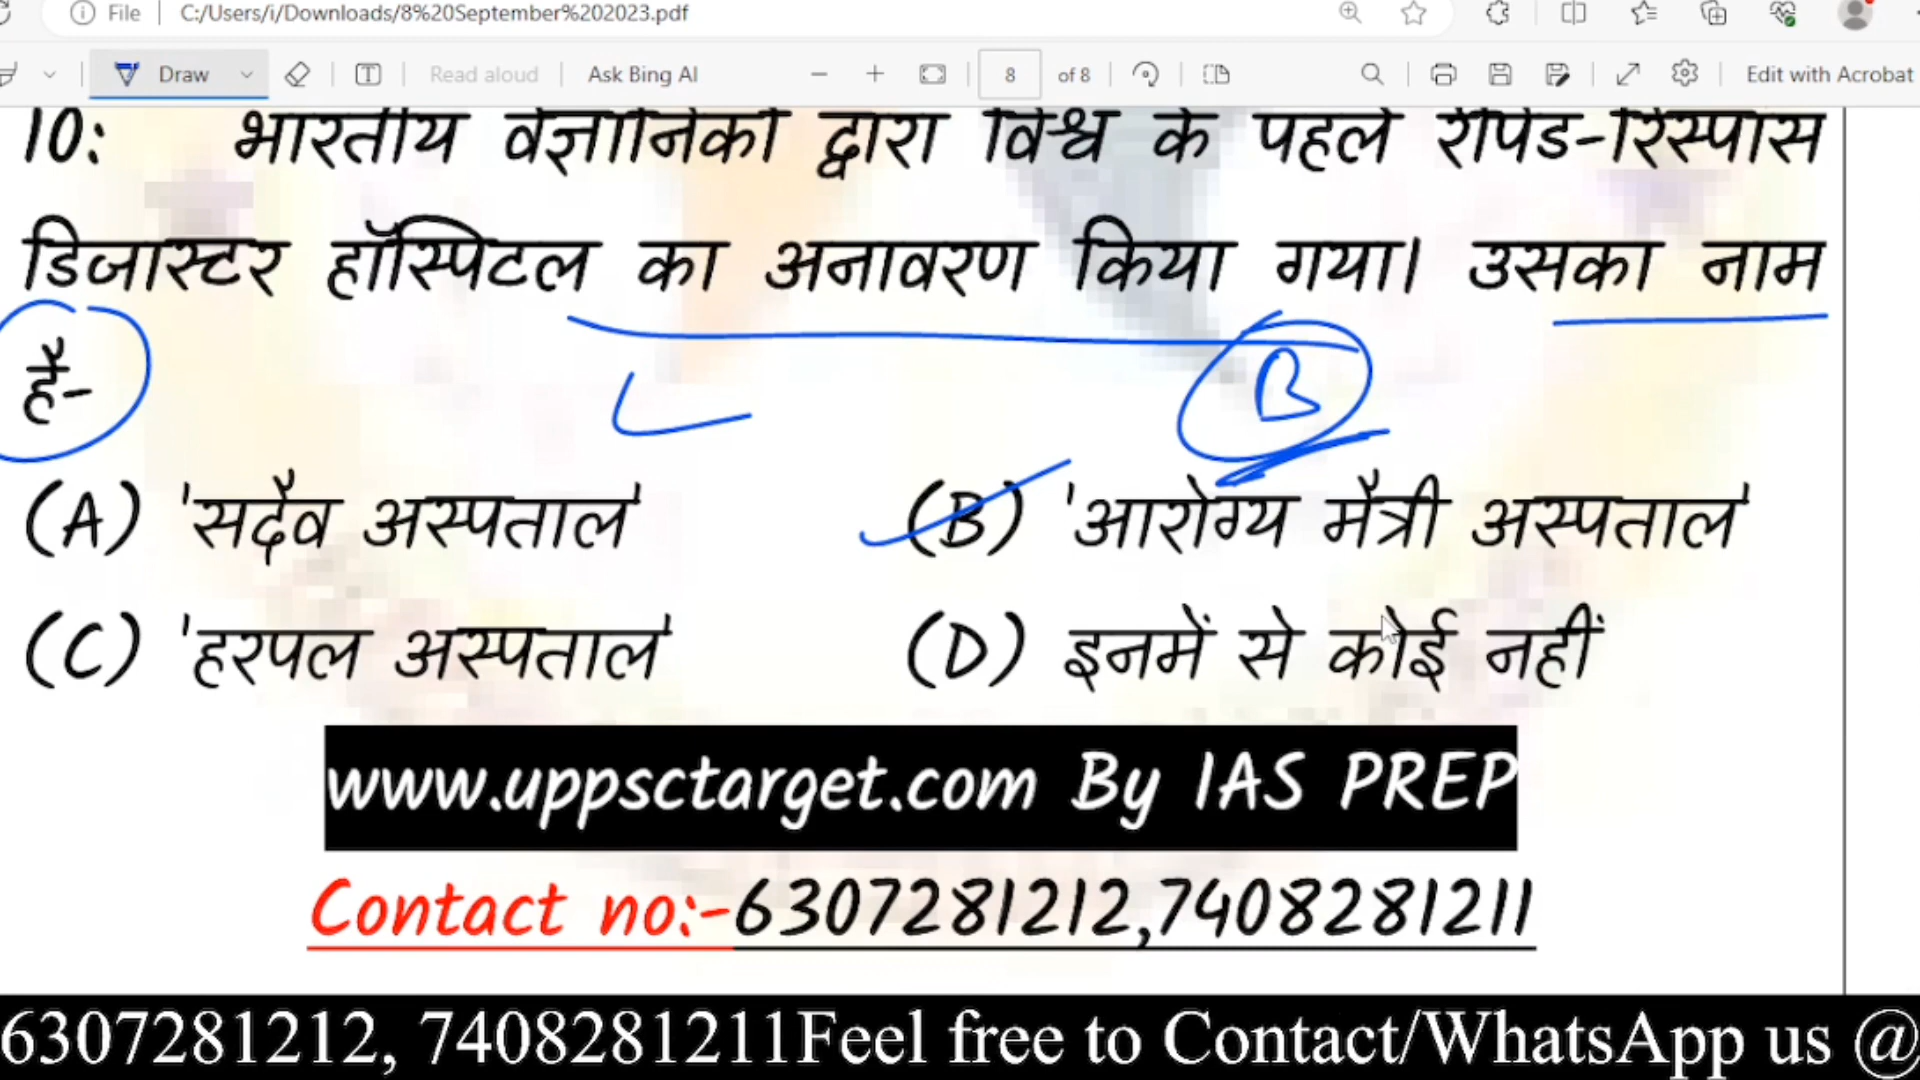 File C:/Users/i/Downloads/8%20September%202023.pdf
Draw Read aloud Ask Bing AI 8 of 8 Edit with Acrobat
10: भारतीय वैज्ञानिकों द्वारा विश्व के पहले रैपिड-रिस्पांस
डिजास्टर हॉस्पिटल का अनावरण किया गया। उसका नाम
है-
B
(A) 'सदैव अस्पताल' (B) 'आरोग्य मैत्री अस्पताल'
(C) 'हरपल अस्पताल' (D) इनमें से कोई नहीं
www.uppsctarget.com By IAS PREP
Contact no:-6307281212,7408281211
6307281212, 7408281211Feel free to Contact/WhatsApp us @